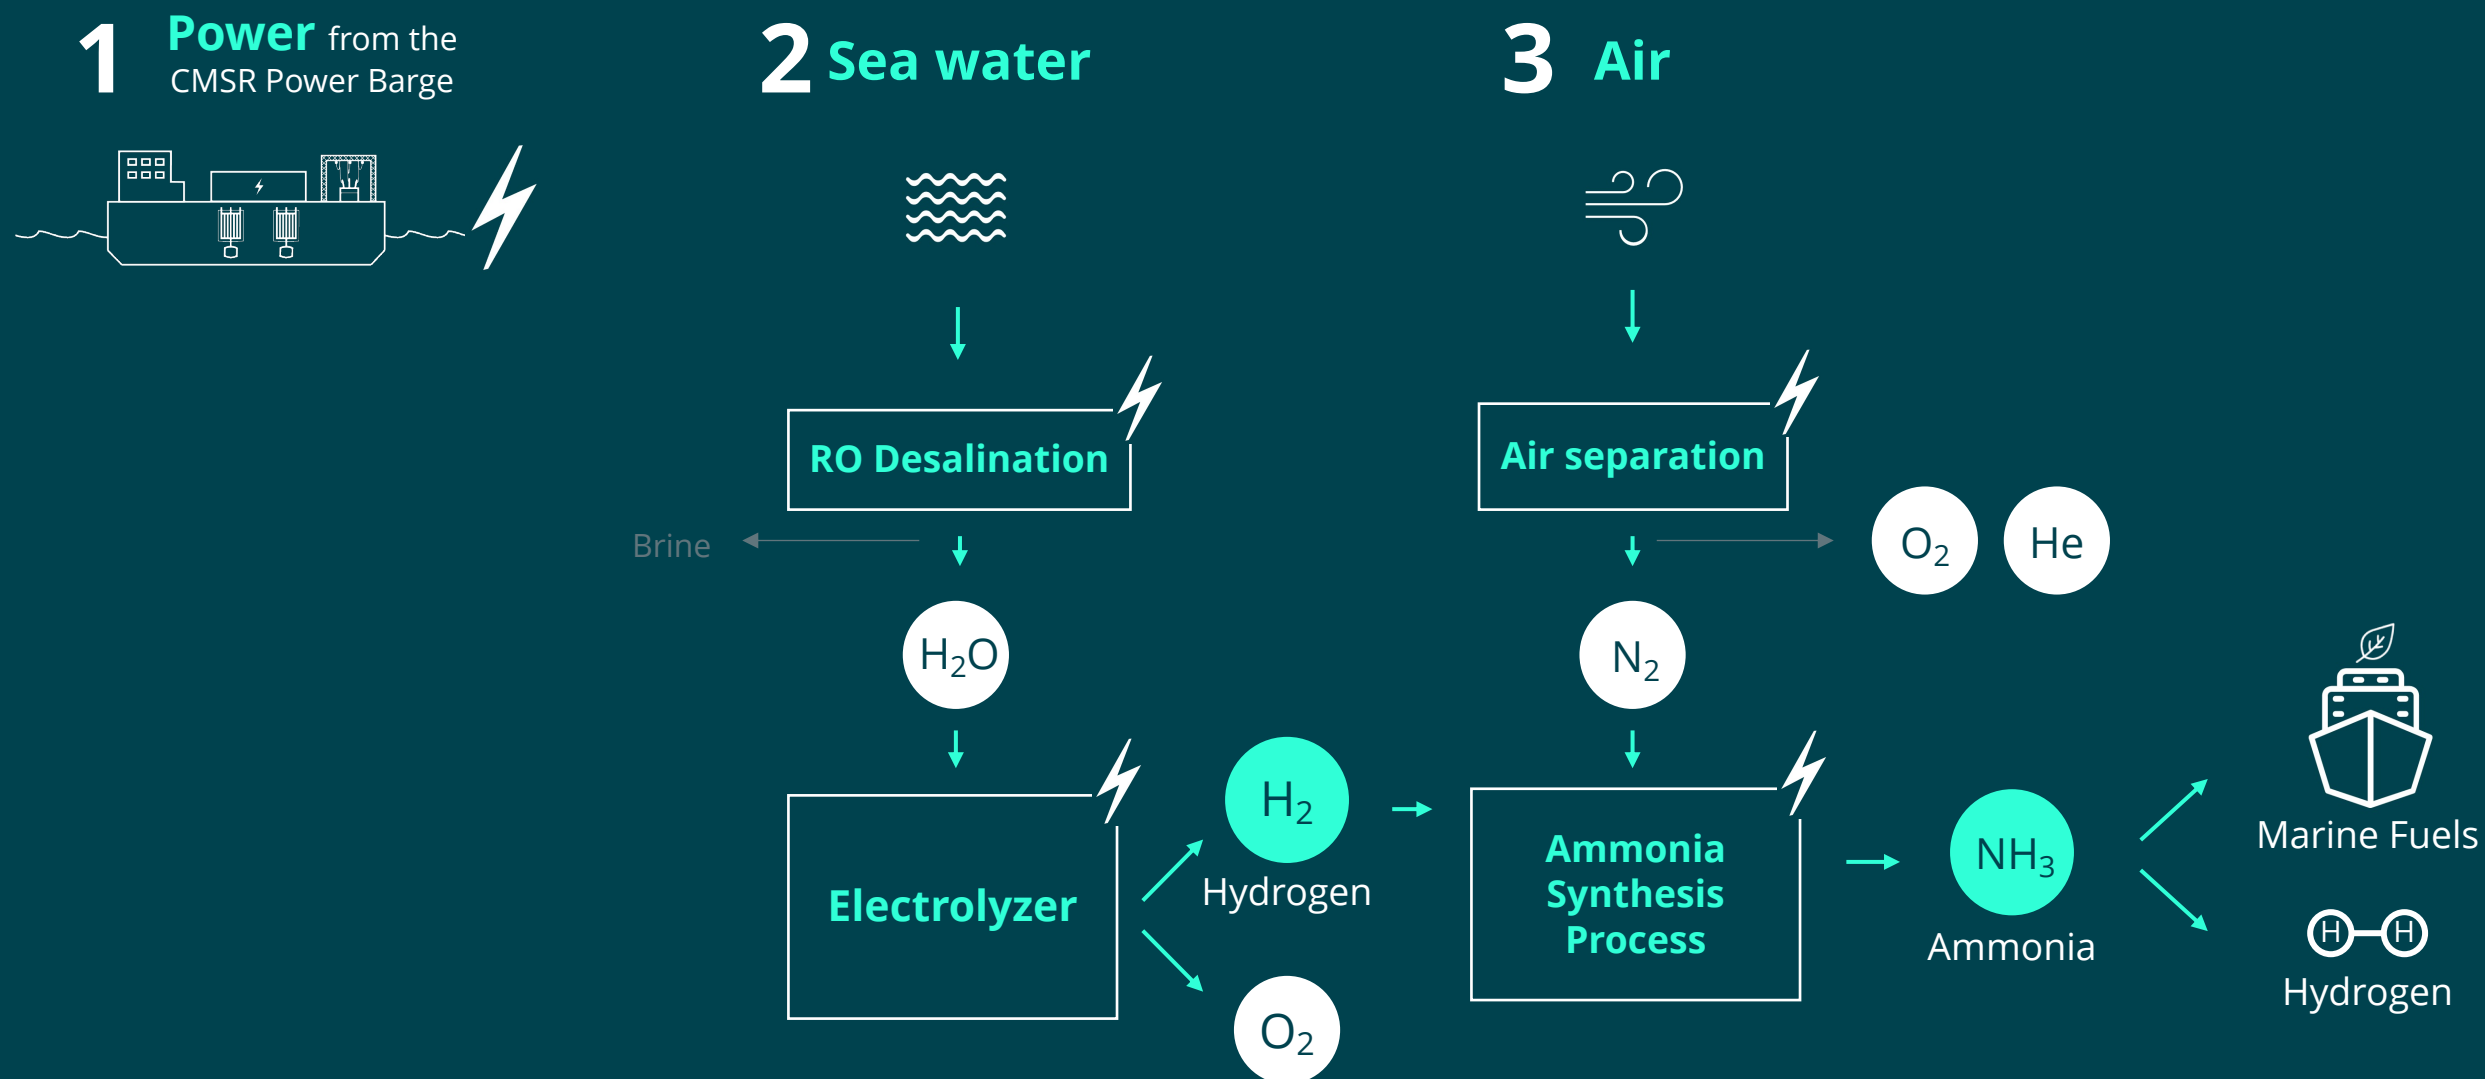 1
Power from the
CMSR Power Barge
2 Sea water
3 Air
RO Desalination
Air separation
Brine
O₂
He
H₂O
N₂
H₂
Hydrogen
Electrolyzer
O₂
Ammonia
Synthesis
Process
NH₃
Ammonia
Marine Fuels
H H
Hydrogen